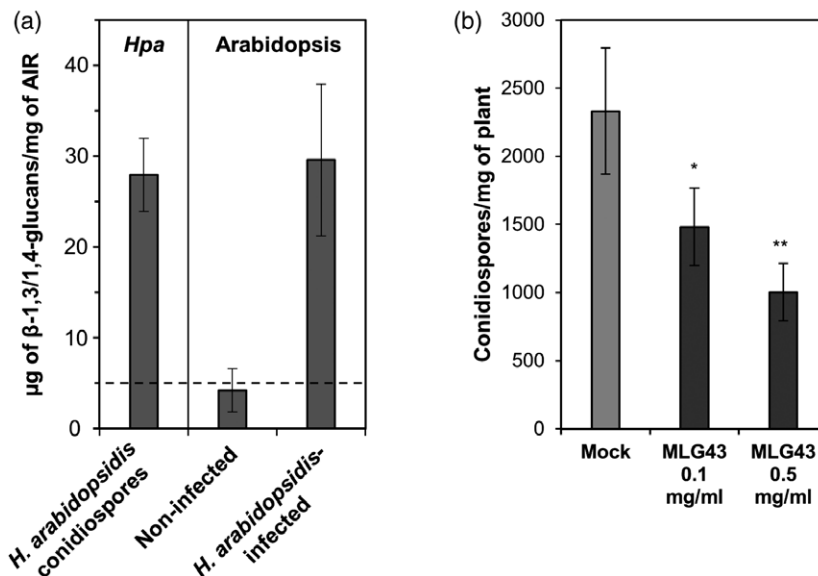 (a)
Hpa
Arabidopsis
µg of β-1,3/1,4-glucans/mg of AIR
40
30
20
10
0
H. arabidopsidis
conidiospores
Non-infected
H. arabidopsidis-
infected
(b)
Conidiospores/mg of plant
3000
2500
2000
1500
1000
500
0
*
**
Mock
MLG43
0.1
mg/ml
MLG43
0.5
mg/ml